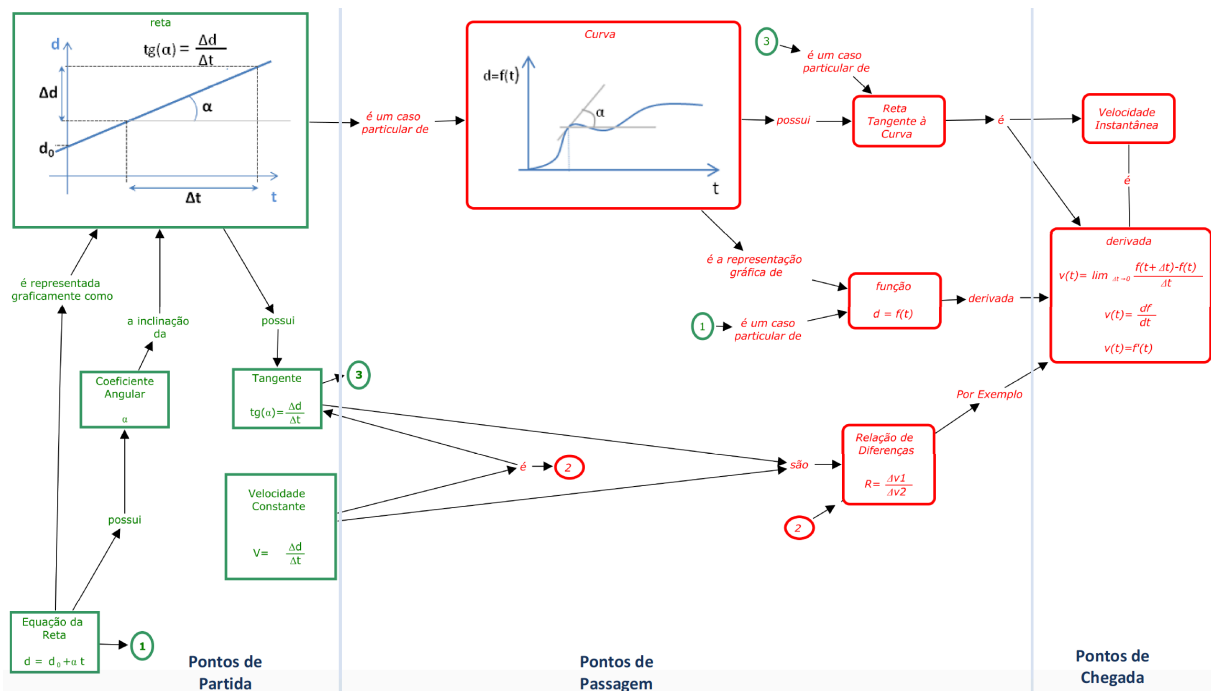 reta
d
tg(α) = Δd
Δt
Δd
α
d₀
t
Δt
é representada
graficamente como
a inclinação
da
possui
Coeficiente
Angular
α
Tangente
tg(α)= Δd
Δt
3
Velocidade
Constante
V= Δd
Δt
possui
Equação da
Reta
d = d₀ +α t
1
Pontos de
Partida
é um caso
particular de
Curva
d=f(t)
α
t
3
é um caso
particular de
possui
Reta
Tangente à
Curva
é
é a representação
gráfica de
função
d = f(t)
1
é um caso
particular de
derivada
é
2
são
Relação de
Diferenças
R= Δv1
Δv2
2
Por Exemplo
Pontos de
Passagem
Velocidade
Instantânea
é
derivada
v(t)= lim Δt→0 f(t+Δt)-f(t)
Δt
v(t)= df
dt
v(t)=f'(t)
Pontos de
Chegada